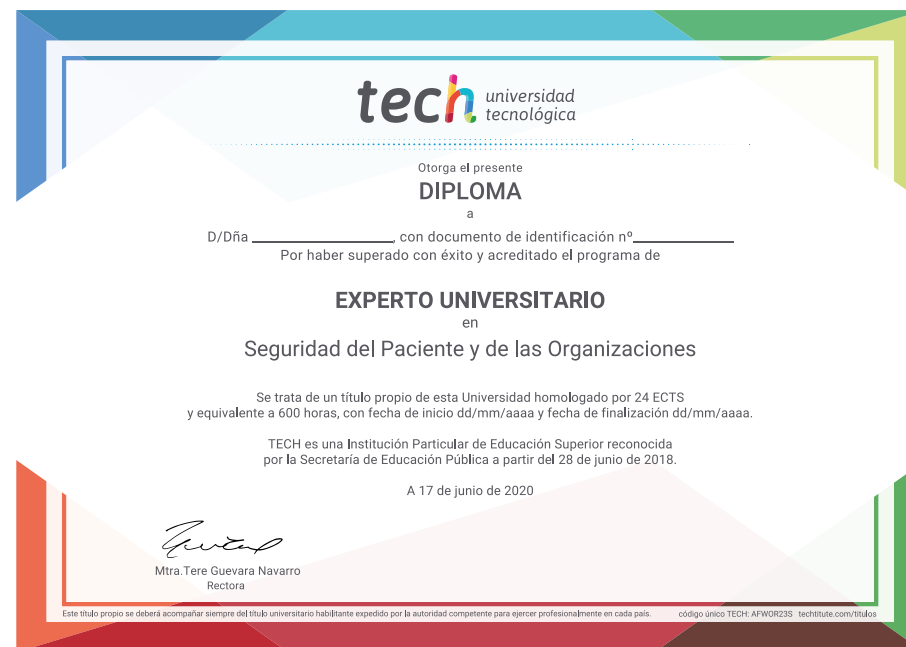 tech universidad
tecnológica
Otorga el presente
DIPLOMA
a
D/Dña ____________________, con documento de identificación nº______________
Por haber superado con éxito y acreditado el programa de
EXPERTO UNIVERSITARIO
en
Seguridad del Paciente y de las Organizaciones
Se trata de un título propio de esta Universidad homologado por 24 ECTS
y equivalente a 600 horas, con fecha de inicio dd/mm/aaaa y fecha de finalización dd/mm/aaaa.
TECH es una Institución Particular de Educación Superior reconocida
por la Secretaría de Educación Pública a partir del 28 de junio de 2018.
A 17 de junio de 2020
Mtra.Tere Guevara Navarro
Rectora
Este título propio se deberá acompañar siempre del título universitario habilitante expedido por la autoridad competente para ejercer profesionalmente en cada país. código único TECH: AFWOR23S techtitute.com/titulos